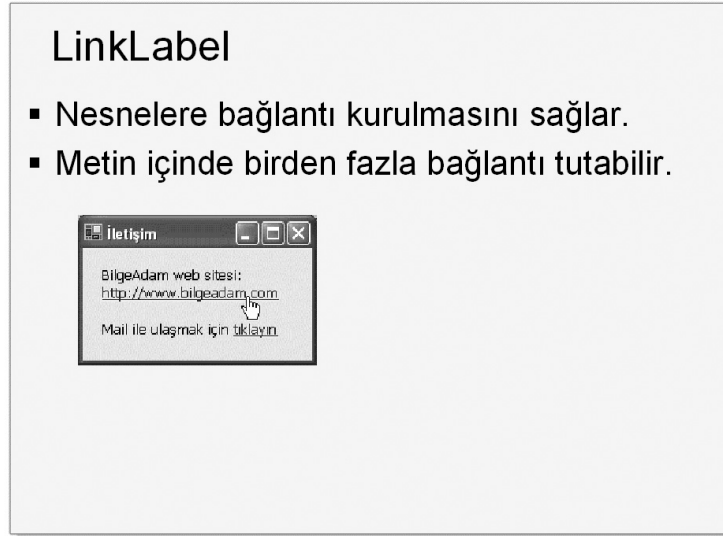 LinkLabel
Nesnelere bağlantı kurulmasını sağlar.
Metin içinde birden fazla bağlantı tutabilir.
İletişim
BilgeAdam web sitesi:
http://www.bilgeadam.com
Mail ile ulaşmak için tıklayın